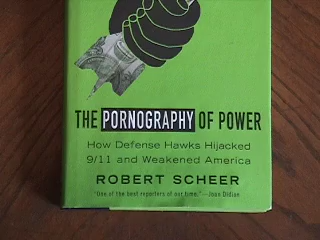 THE PORNOGRAPHY OF POWER
How Defense Hawks Hijacked
9/11 and Weakened America
ROBERT SCHEER
"One of the best reporters of our time."—Joan Didion